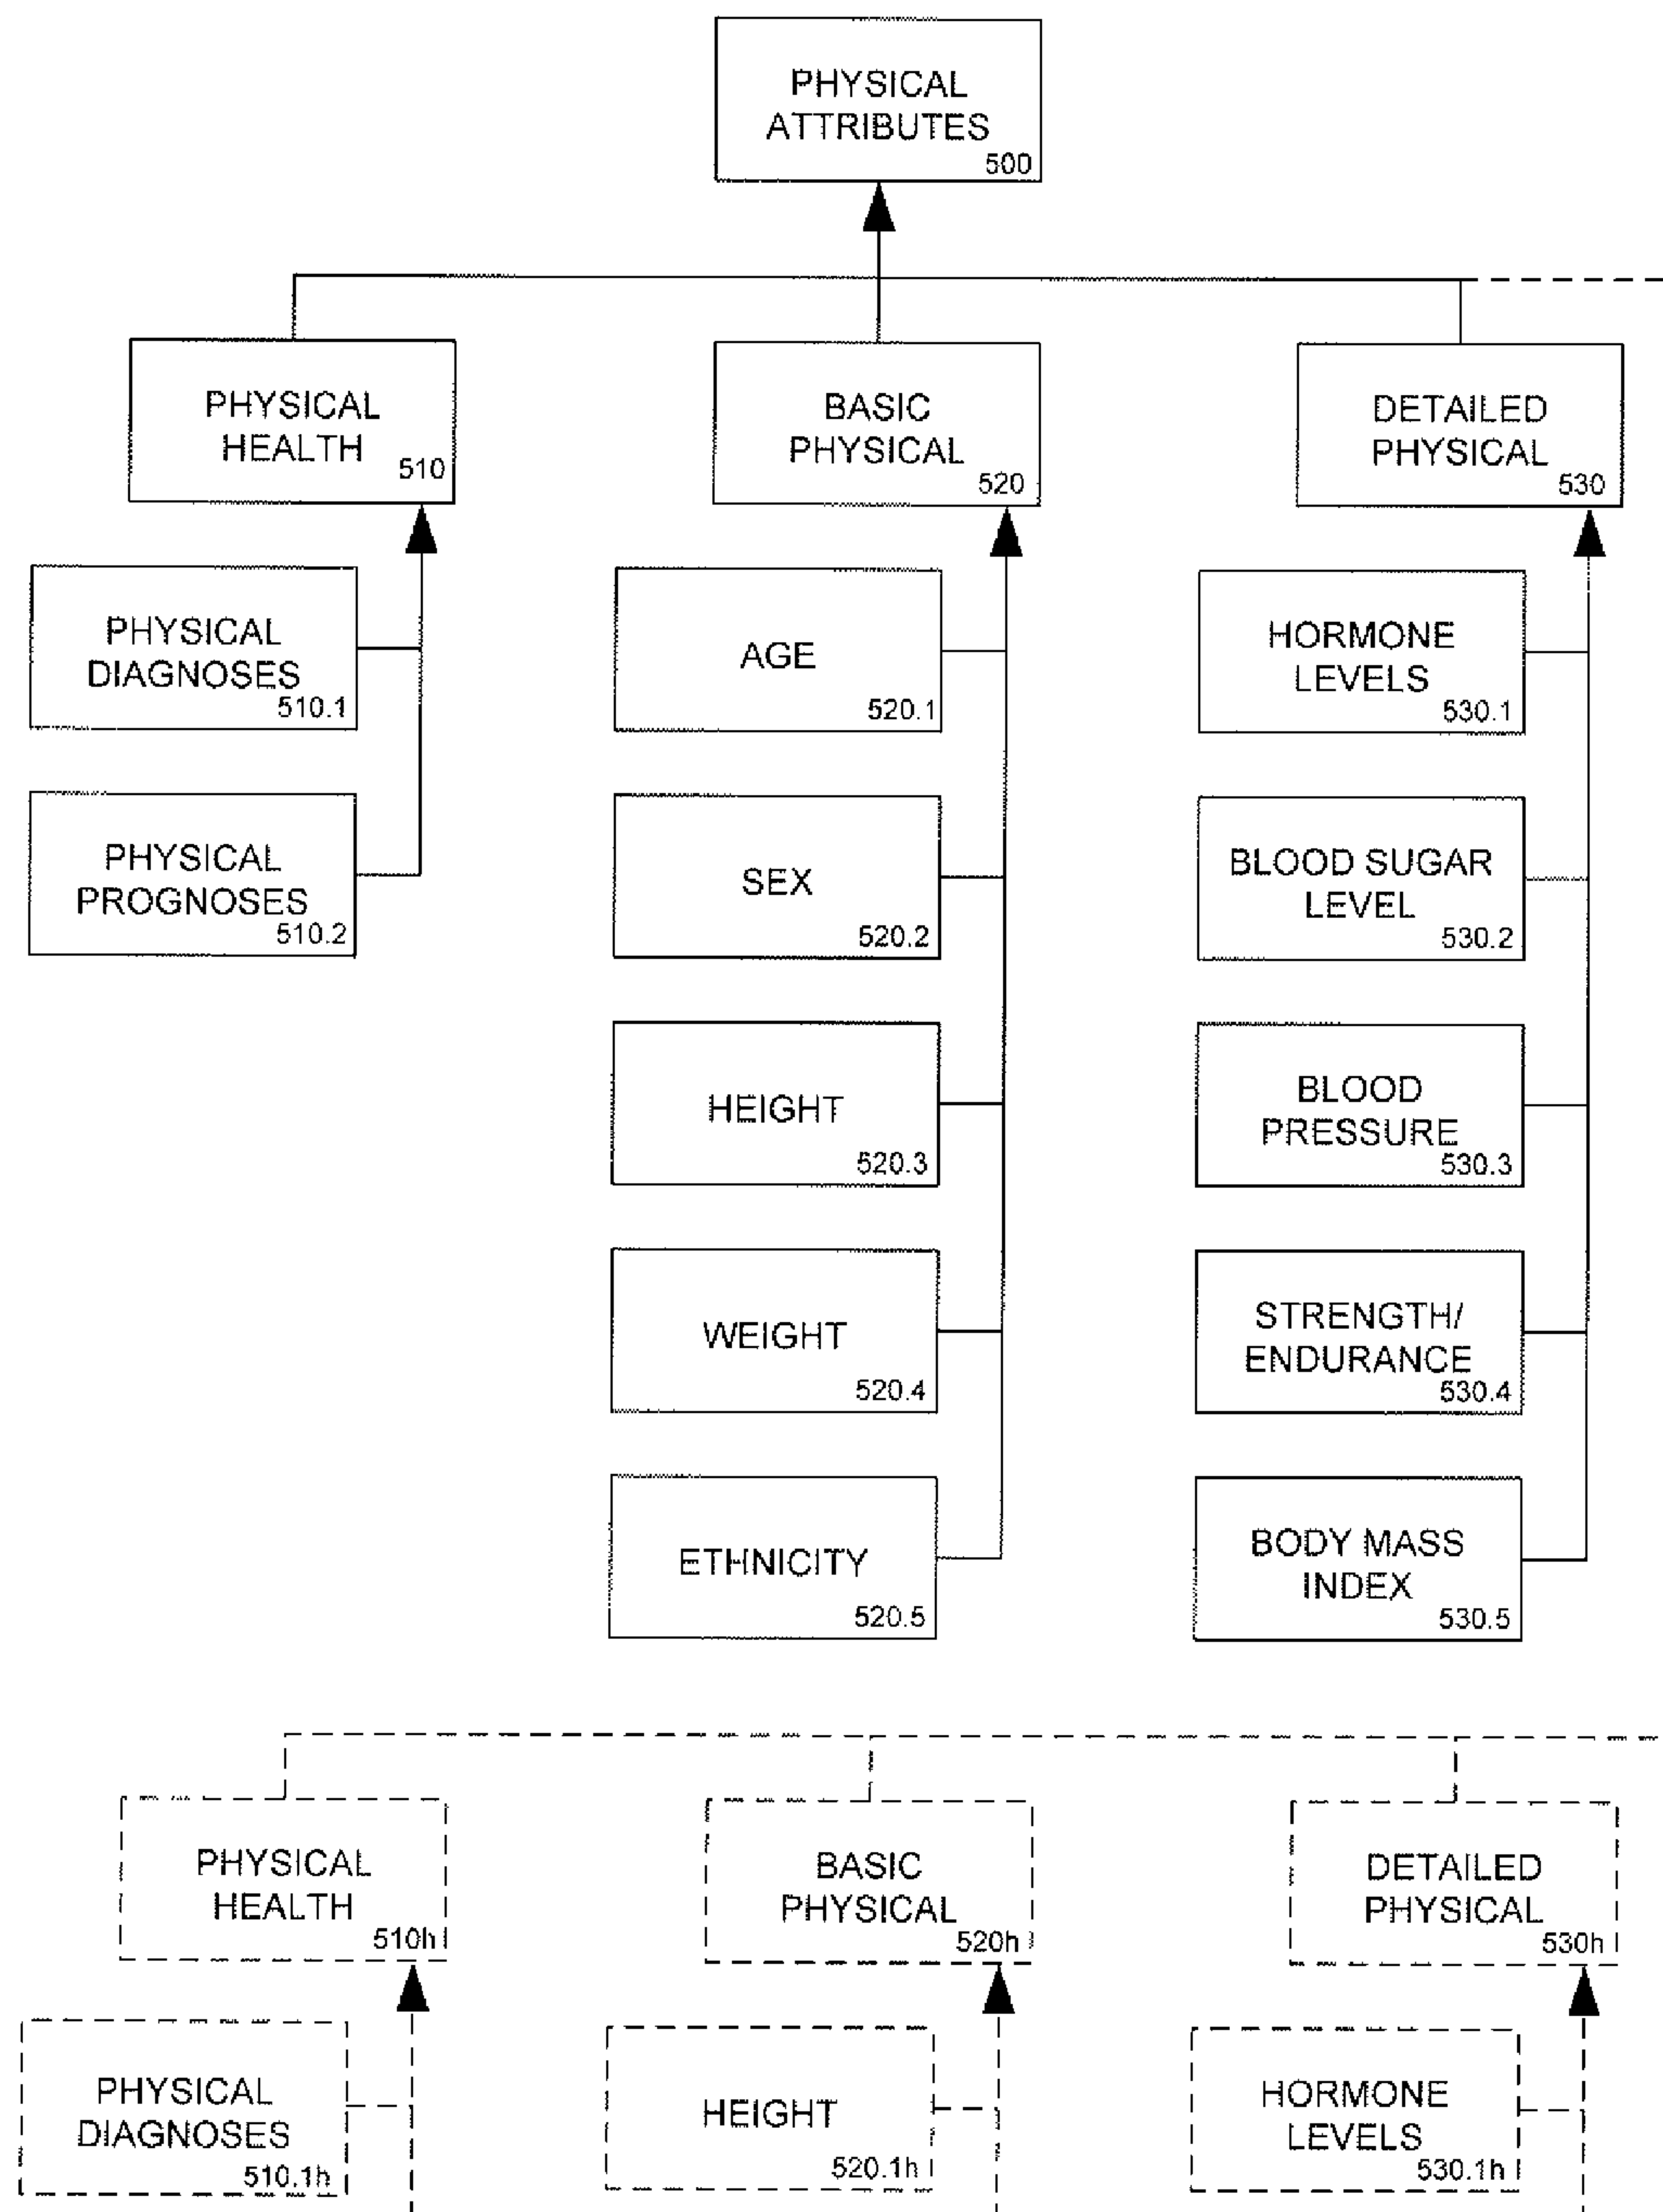 PHYSICAL
ATTRIBUTES
500
PHYSICAL
HEALTH
510
BASIC
PHYSICAL
520
DETAILED
PHYSICAL
530
PHYSICAL
DIAGNOSES
510.1
AGE
520.1
HORMONE
LEVELS
530.1
PHYSICAL
PROGNOSES
510.2
SEX
520.2
BLOOD SUGAR
LEVEL
530.2
HEIGHT
520.3
BLOOD
PRESSURE
530.3
WEIGHT
520.4
STRENGTH/
ENDURANCE
530.4
ETHNICITY
520.5
BODY MASS
INDEX
530.5
PHYSICAL
HEALTH
510h
BASIC
PHYSICAL
520h
DETAILED
PHYSICAL
530h
PHYSICAL
DIAGNOSES
510.1h
HEIGHT
520.1h
HORMONE
LEVELS
530.1h